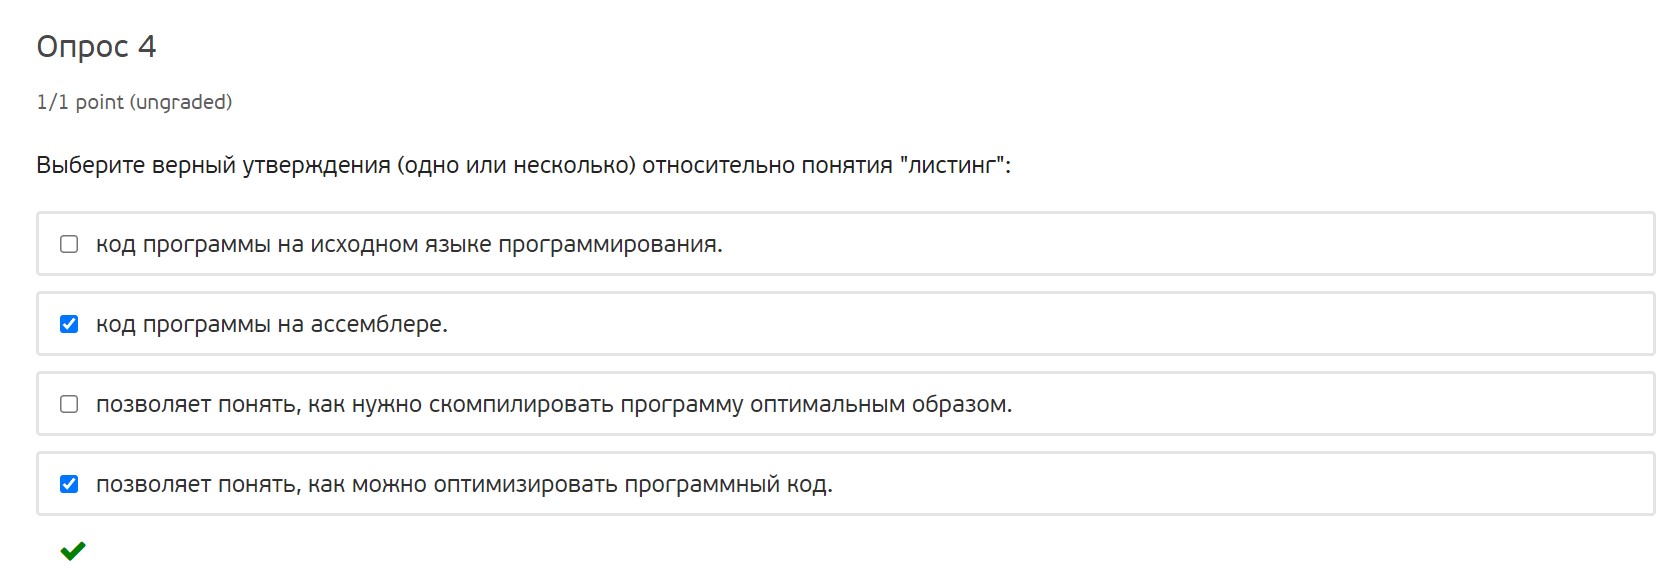 Опрос 4
1/1 point (ungraded)
Выберите верный утверждения (одно или несколько) относительно понятия "листинг":
код программы на исходном языке программирования.
код программы на ассемблере.
позволяет понять, как нужно скомпилировать программу оптимальным образом.
позволяет понять, как можно оптимизировать программный код.